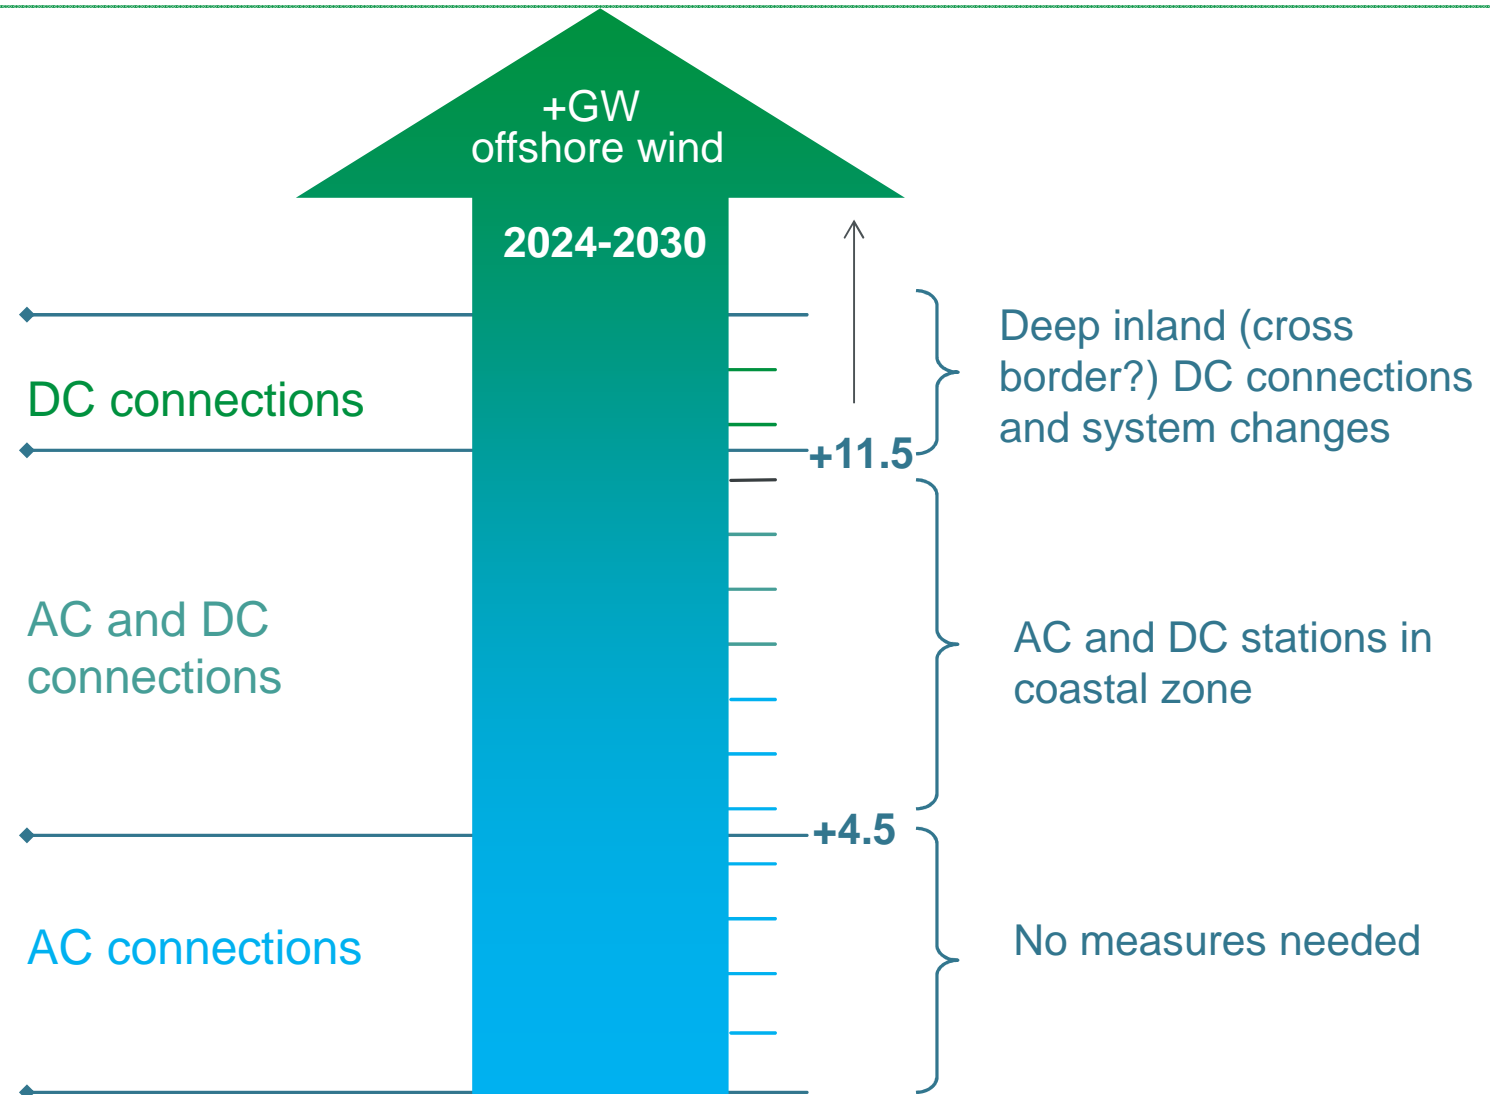 +GW
offshore wind
2024-2030
DC connections
Deep inland (cross
border?) DC connections
and system changes
+11.5
AC and DC
connections
AC and DC stations in
coastal zone
+4.5
AC connections
No measures needed